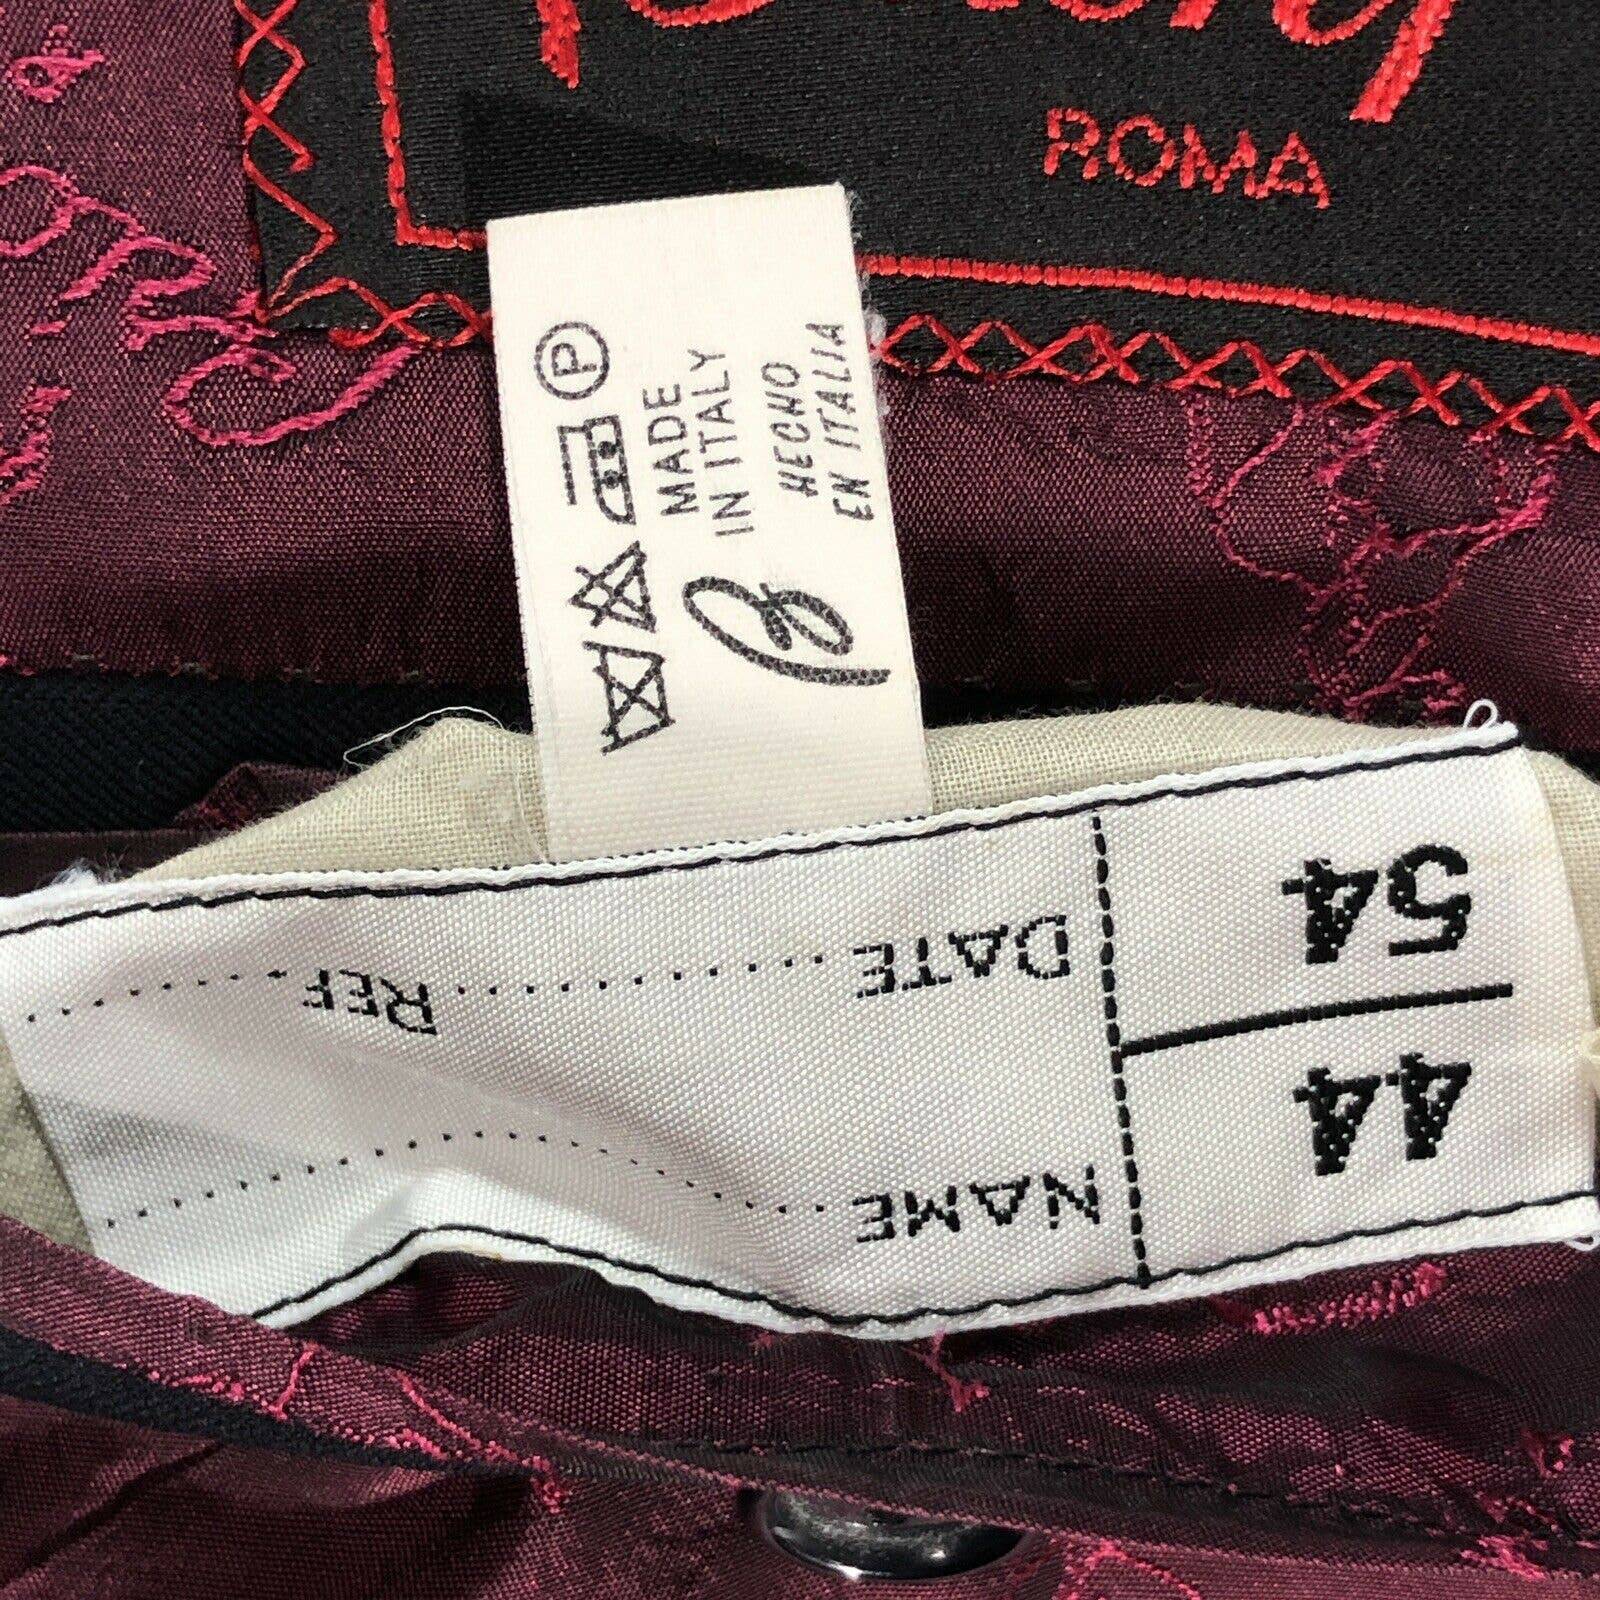 ROMA
P
MADE
IN ITALY
HECHO
EN ITALIA
B
54
44
DATE
REF
NAME